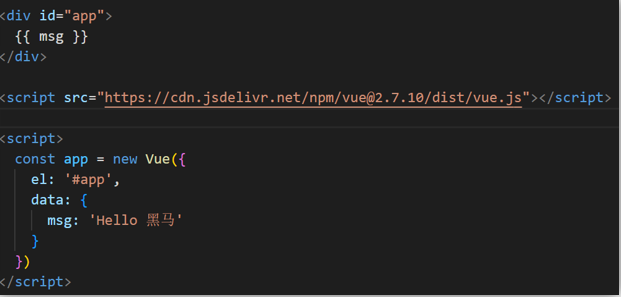 <div id="app">
  {{ msg }}
</div>
<script src="https://cdn.jsdelivr.net/npm/vue@2.7.10/dist/vue.js"></script>
<script>
  const app = new Vue({
    el: '#app',
    data: {
      msg: 'Hello 黑马'
    }
  })
</script>